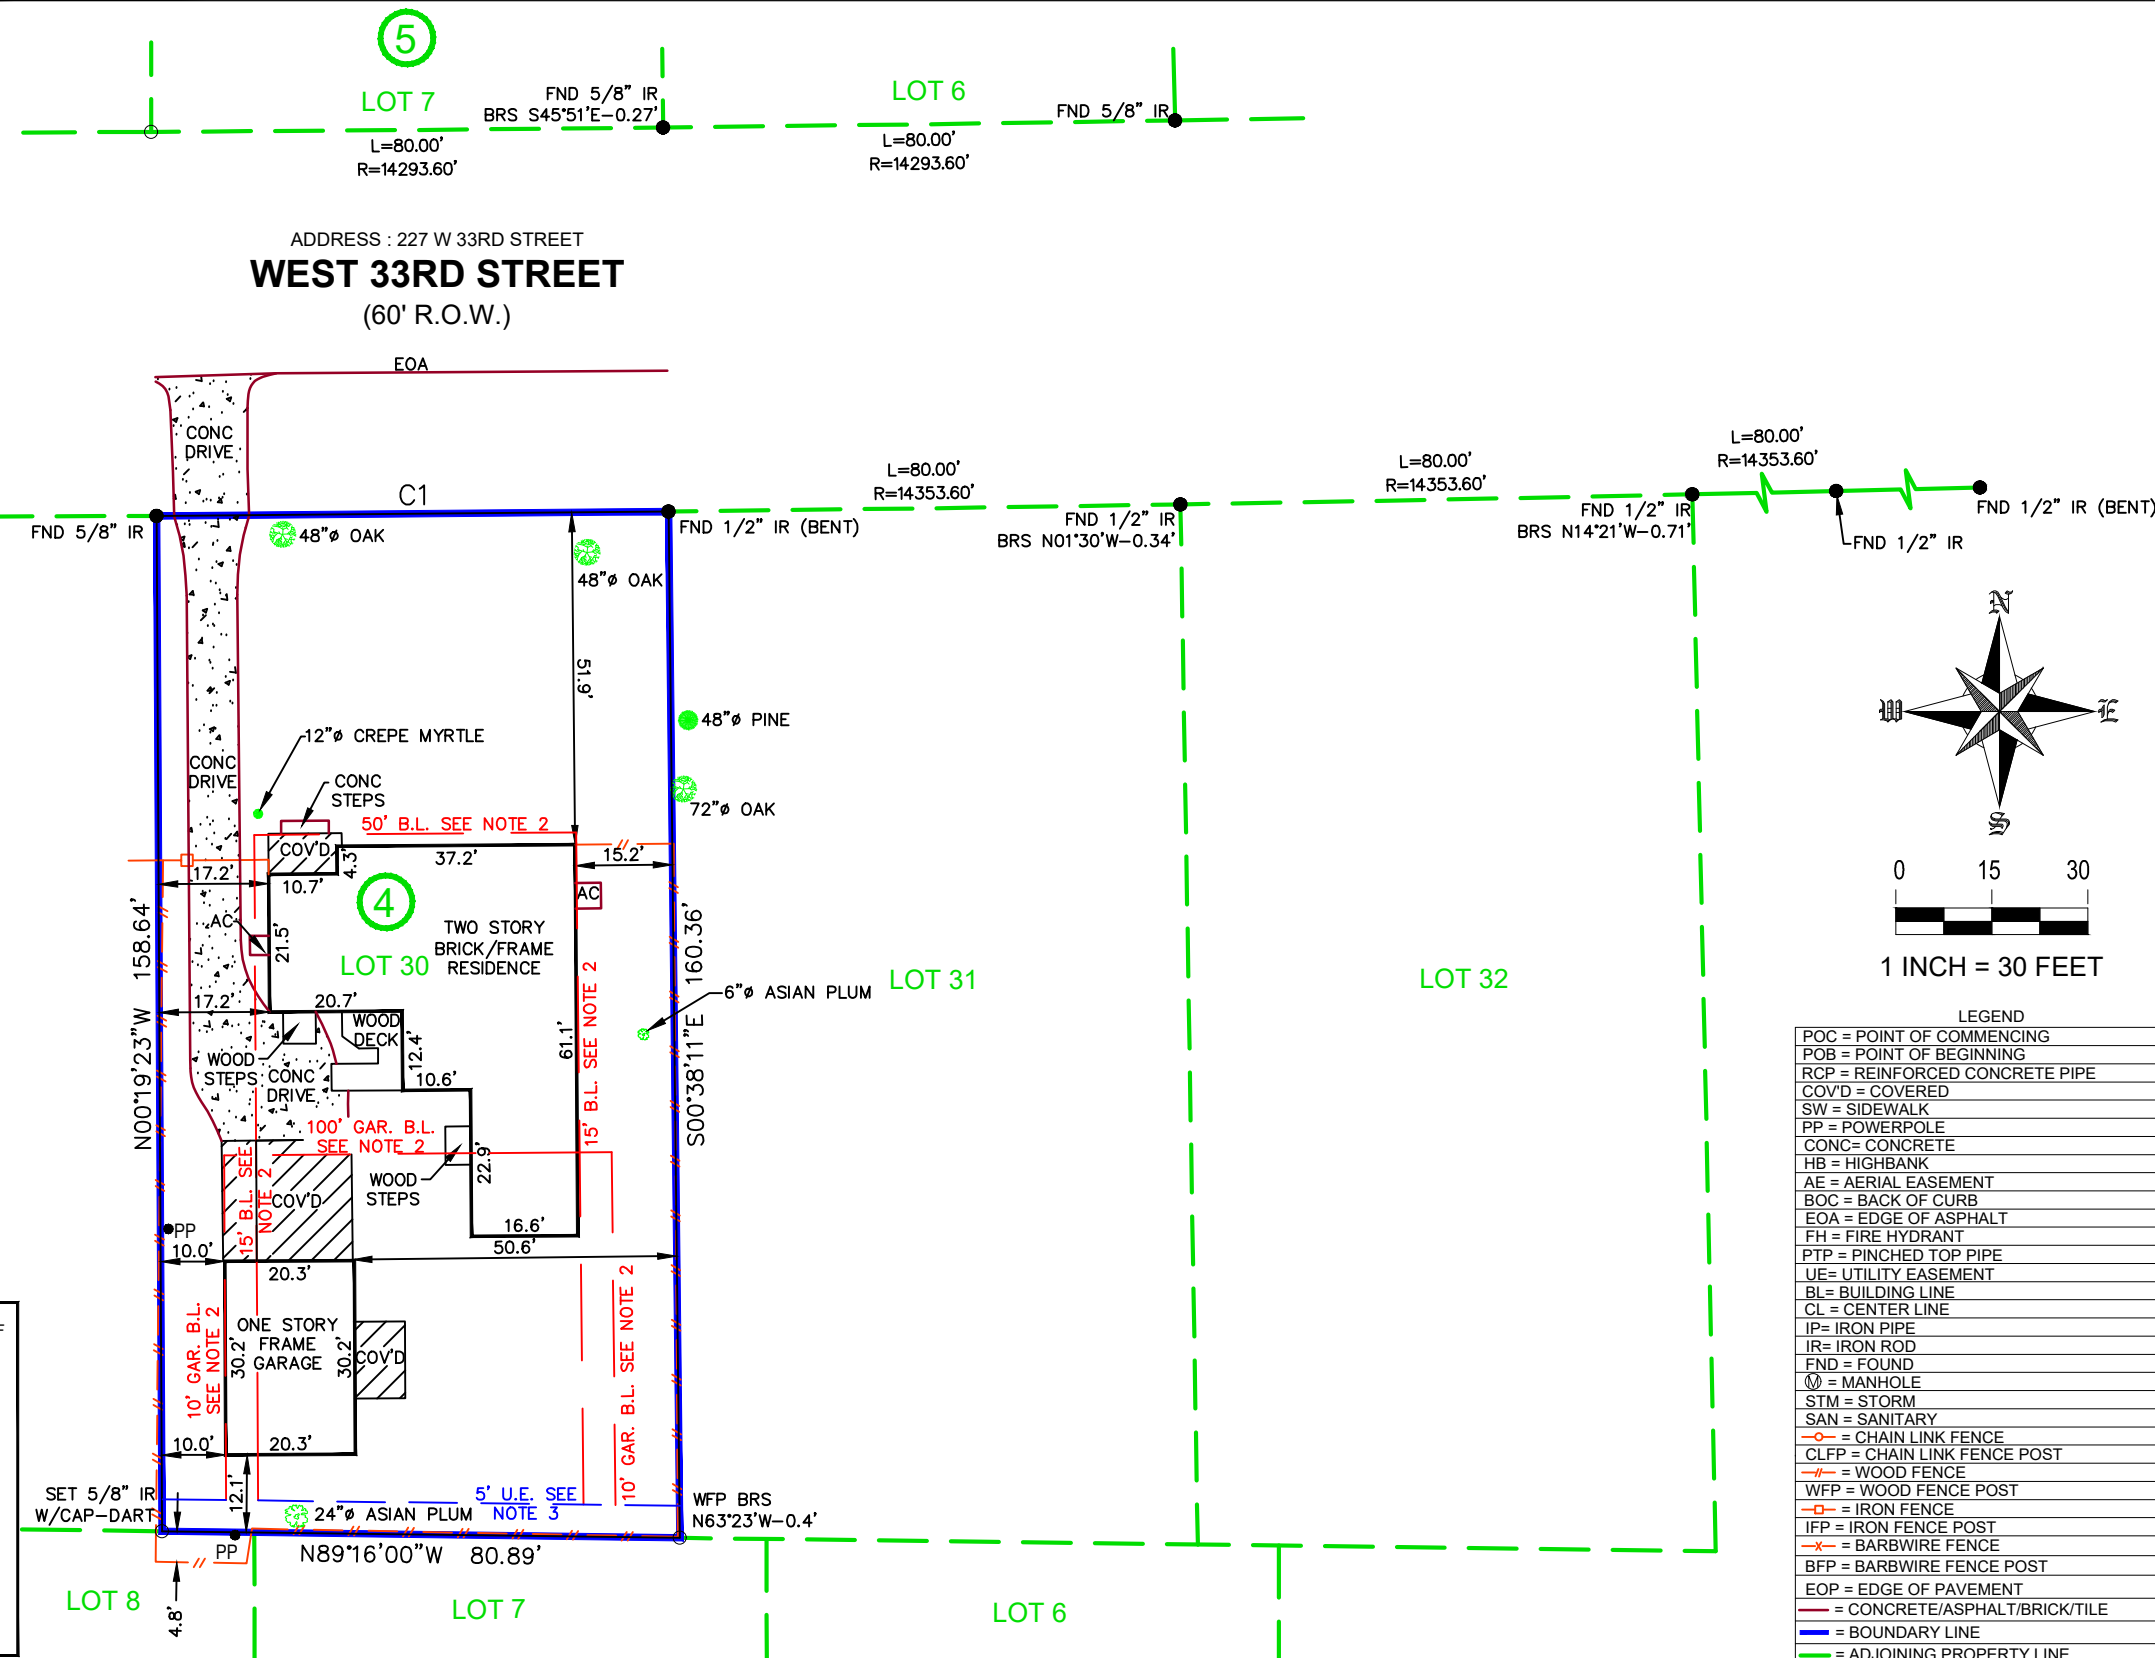 5
LOT 7
FND 5/8" IR
BRS S45°51'E-0.27'
LOT 6
FND 5/8" IR
L=80.00'
R=14293.60'
L=80.00'
R=14293.60'
ADDRESS : 227 W 33RD STREET
WEST 33RD STREET
(60' R.O.W.)
EOA
CONC
DRIVE
C1
FND 5/8" IR
48"ø OAK
48"ø OAK
FND 1/2" IR (BENT)
L=80.00'
R=14353.60'
FND 1/2" IR
BRS N01°30'W-0.34'
L=80.00'
R=14353.60'
FND 1/2" IR
BRS N14°21'W-0.71'
L=80.00'
R=14353.60'
FND 1/2" IR
FND 1/2" IR (BENT)
51.9'
48"ø PINE
72"ø OAK
12"ø CREPE MYRTLE
CONC
DRIVE
CONC
STEPS
50' B.L. SEE NOTE 2
COV'D
4.3'
37.2'
15.2'
17.2'
10.7'
AC
AC
4
21.5'
TWO STORY
BRICK/FRAME
RESIDENCE
LOT 30
LOT 31
LOT 32
N00°19'23"W 158.64'
S00°38'11"E 160.36'
6"ø ASIAN PLUM
17.2'
20.7'
WOOD
DECK
12.4'
61.1'
15' B.L. SEE NOTE 2
WOOD
STEPS
CONC
DRIVE
10.6'
100' GAR. B.L.
SEE NOTE 2
15' B.L. SEE
NOTE 2
COV'D
WOOD
STEPS
22.9'
16.6'
50.6'
PP
10.0'
20.3'
10' GAR. B.L.
SEE NOTE 2
30.2'
ONE STORY
FRAME
GARAGE
30.2'
COV'D
10' GAR. B.L. SEE NOTE 2
10.0'
20.3'
12.1'
SET 5/8" IR
W/CAP-DART
24"ø ASIAN PLUM
5' U.E. SEE
NOTE 3
WFP BRS
N63°23'W-0.4'
PP
N89°16'00"W 80.89'
4.8'
LOT 8
LOT 7
LOT 6
N
W
E
S
0 15 30
1 INCH = 30 FEET
LEGEND
POC = POINT OF COMMENCING
POB = POINT OF BEGINNING
RCP = REINFORCED CONCRETE PIPE
COV'D = COVERED
SW = SIDEWALK
PP = POWERPOLE
CONC= CONCRETE
HB = HIGHBANK
AE = AERIAL EASEMENT
BOC = BACK OF CURB
EOA = EDGE OF ASPHALT
FH = FIRE HYDRANT
PTP = PINCHED TOP PIPE
UE= UTILITY EASEMENT
BL= BUILDING LINE
CL = CENTER LINE
IP= IRON PIPE
IR= IRON ROD
FND = FOUND
M = MANHOLE
STM = STORM
SAN = SANITARY
= CHAIN LINK FENCE
CLFP = CHAIN LINK FENCE POST
= WOOD FENCE
WFP = WOOD FENCE POST
= IRON FENCE
IFP = IRON FENCE POST
= BARBWIRE FENCE
BFP = BARBWIRE FENCE POST
EOP = EDGE OF PAVEMENT
= CONCRETE/ASPHALT/BRICK/TILE
= BOUNDARY LINE
= ADJOINING PROPERTY LINE